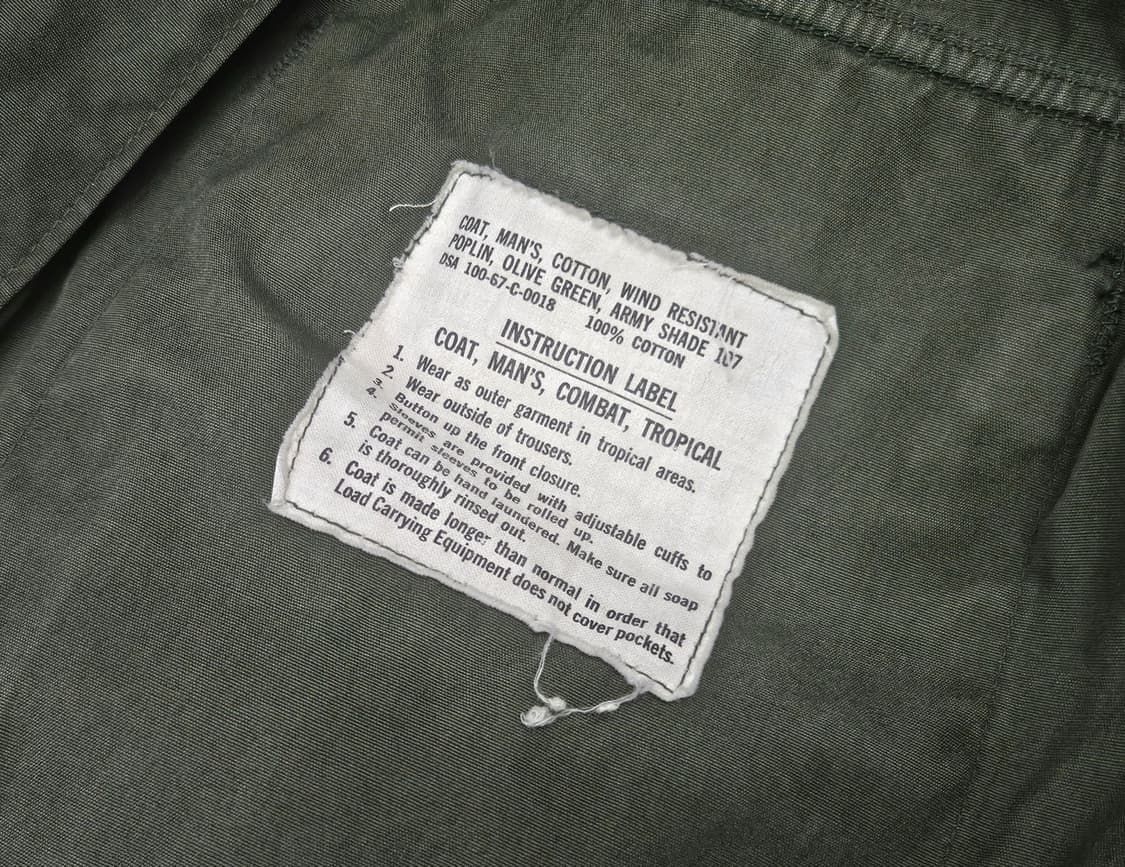 COAT, MAN'S, COTTON, WIND RESISTANT
POPLIN, OLIVE GREEN, ARMY SHADE 107
DSA 100-67-C-0018 100% COTTON
INSTRUCTION LABEL
COAT, MAN'S, COMBAT, TROPICAL
1. Wear as outer garment in tropical areas.
2. Wear outside of trousers.
3. Button up the front closure.
4. Sleeves are provided with adjustable cuffs to
permit sleeves to be rolled up.
5. Coat can be hand laundered. Make sure all soap
is thoroughly rinsed out.
6. Coat is made longer than normal in order that
Load Carrying Equipment does not cover pockets.